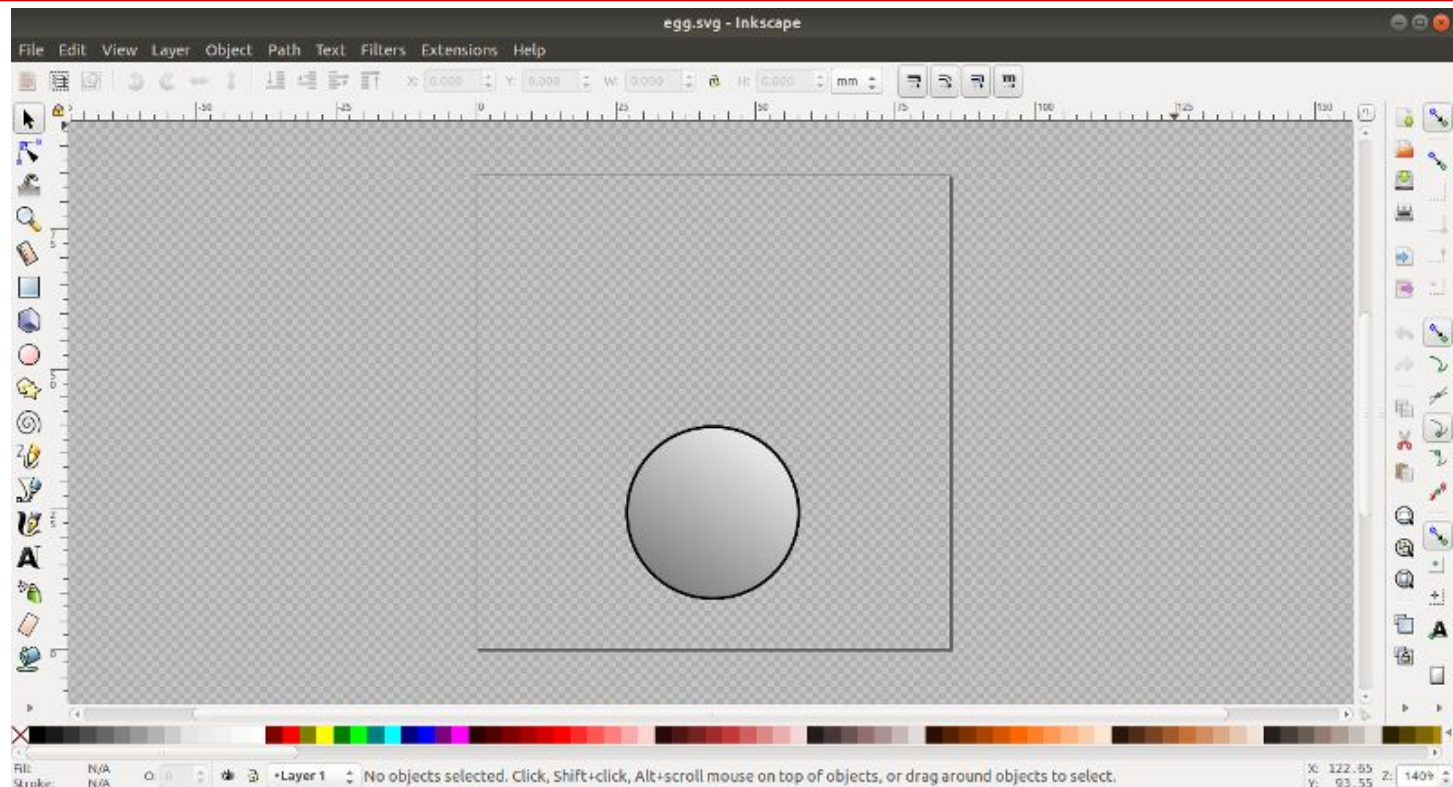 egg.svg - Inkscape
File Edit View Layer Object Path Text Filters Extensions Help
X: 0.000 Y: 0.000 W: 0.000 H: 0.000 mm
-50 -25 0 25 50 75 100 125 150
Fill: N/A O: 0 •Layer 1 No objects selected. Click, Shift+click, Alt+scroll mouse on top of objects, or drag around objects to select. X: 122.65 Z: 140%
Stroke: N/A Y: 93.55